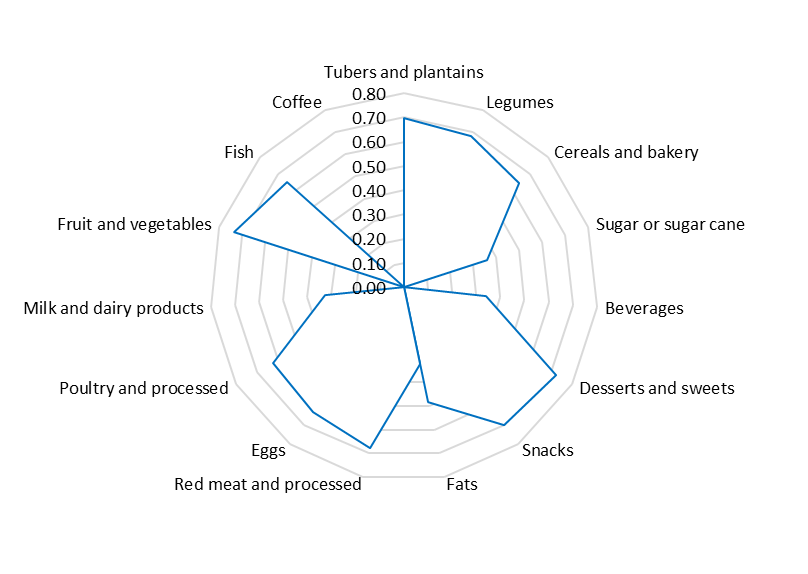 Tubers and plantains
0.80
Coffee
Legumes
0.70
0.60
Fish
Cereals and bakery
0.50
0.40
0.30
Fruit and vegetables
Sugar or sugar cane
0.20
0.10
0.00
Milk and dairy products
Beverages
Poultry and processed
Desserts and sweets
Eggs
Snacks
Red meat and processed
Fats